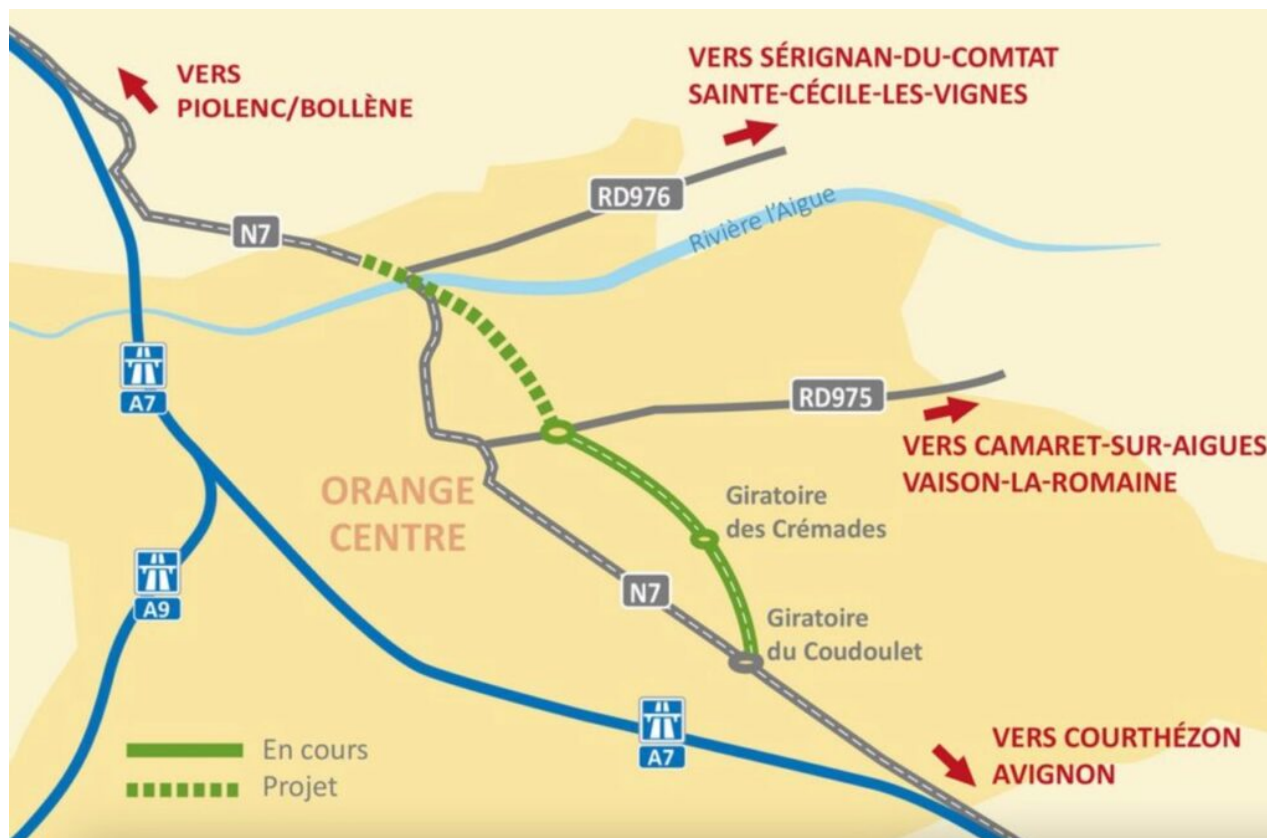 VERS
PIOLENC/BOLLÈNE
VERS SÉRIGNAN-DU-COMTAT
SAINTE-CÉCILE-LES-VIGNES
RD976
Rivière l'Aigue
N7
A7
RD975
VERS CAMARET-SUR-AIGUES
VAISON-LA-ROMAINE
ORANGE
CENTRE
Giratoire
des Crémades
A9
N7
Giratoire
du Coudoulet
A7
En cours
Projet
VERS COURTHÉZON
AVIGNON